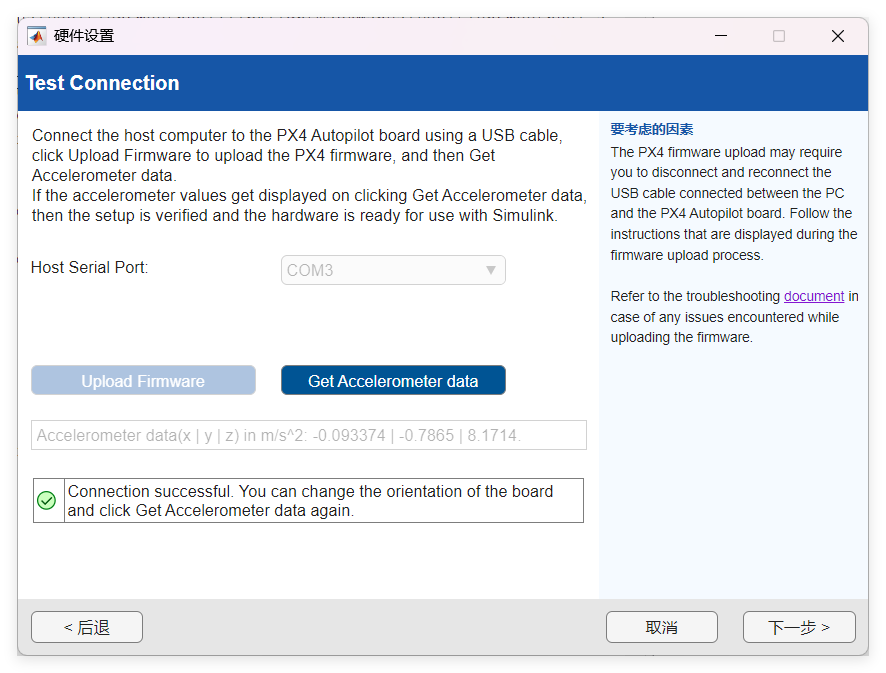 硬件设置
Test Connection
Connect the host computer to the PX4 Autopilot board using a USB cable,
click Upload Firmware to upload the PX4 firmware, and then Get
Accelerometer data.
If the accelerometer values get displayed on clicking Get Accelerometer data,
then the setup is verified and the hardware is ready for use with Simulink.
Host Serial Port:
COM3
Upload Firmware
Get Accelerometer data
Accelerometer data(x | y | z) in m/s^2: -0.093374 | -0.7865 | 8.1714.
Connection successful. You can change the orientation of the board
and click Get Accelerometer data again.
要考虑的因素
The PX4 firmware upload may require
you to disconnect and reconnect the
USB cable connected between the PC
and the PX4 Autopilot board. Follow the
instructions that are displayed during the
firmware upload process.
Refer to the troubleshooting document in
case of any issues encountered while
uploading the firmware.
< 后退
取消
下一步 >